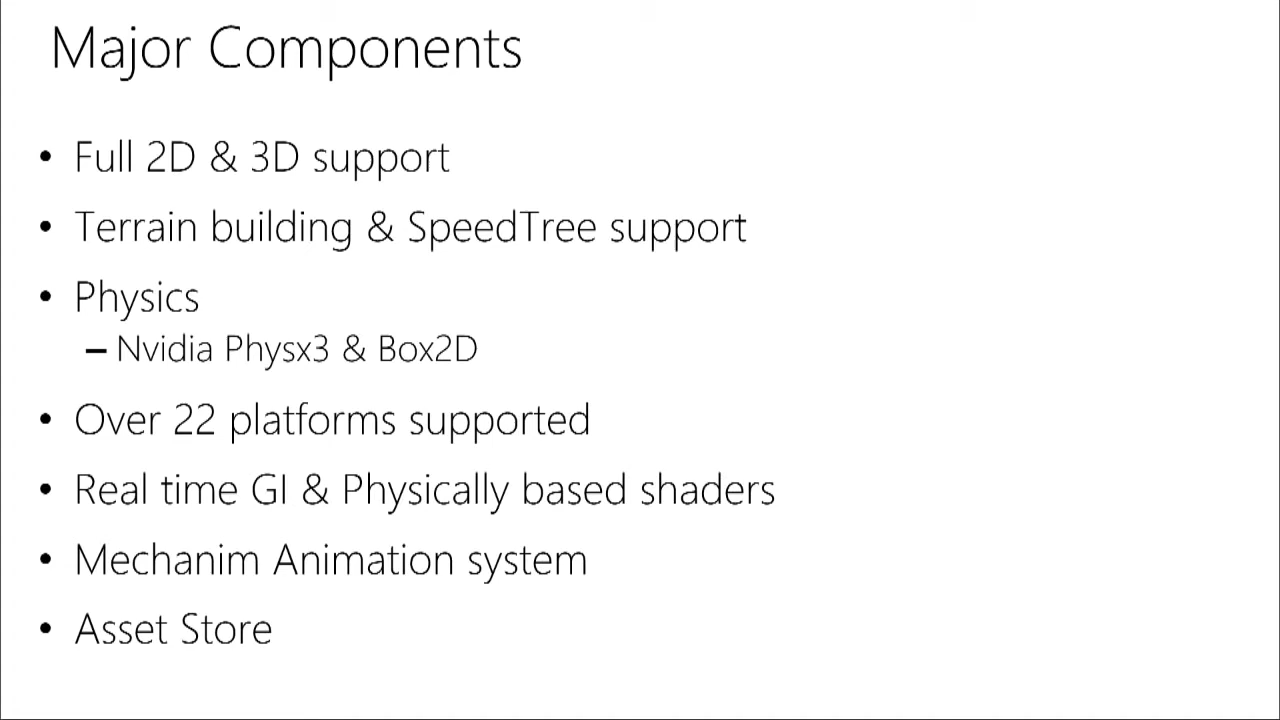 Major Components
• Full 2D & 3D support
• Terrain building & SpeedTree support
• Physics
– Nvidia Physx3 & Box2D
• Over 22 platforms supported
• Real time GI & Physically based shaders
• Mechanim Animation system
• Asset Store